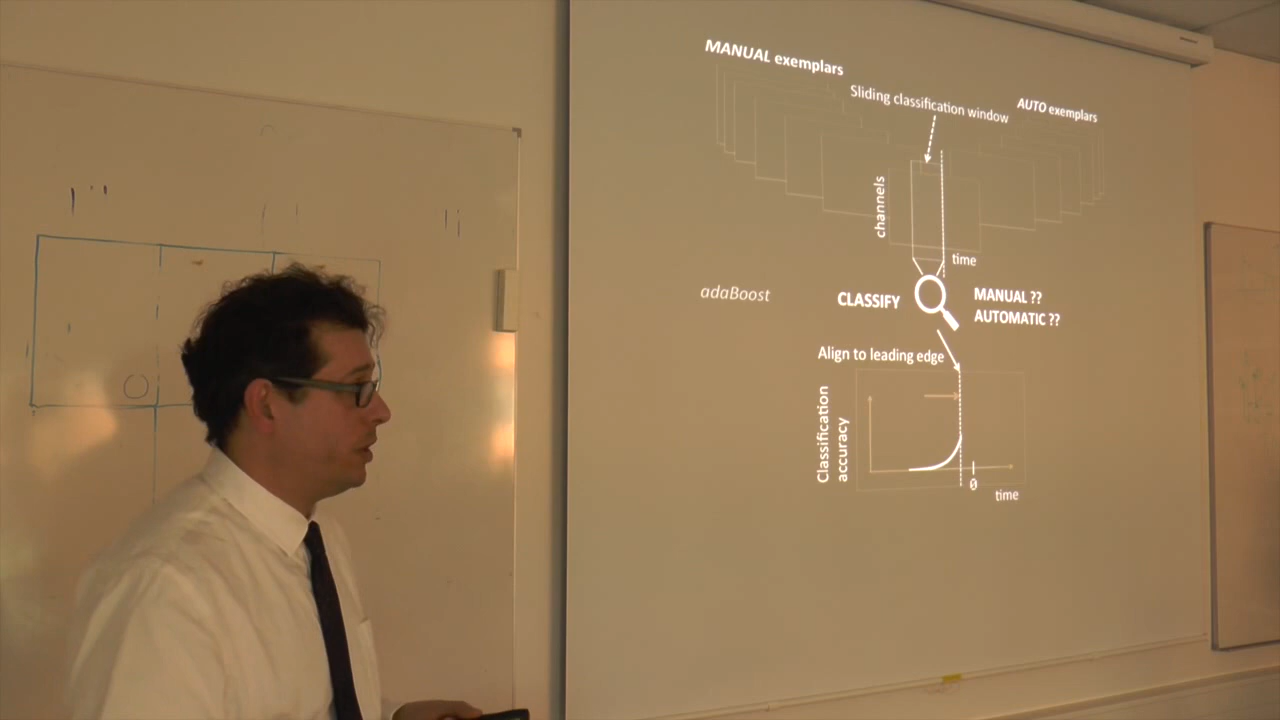 MANUAL exemplars
Sliding classification window
AUTO exemplars
channels
time
adaBoost
CLASSIFY
MANUAL ??
AUTOMATIC ??
Align to leading edge
Classification
accuracy
0
time